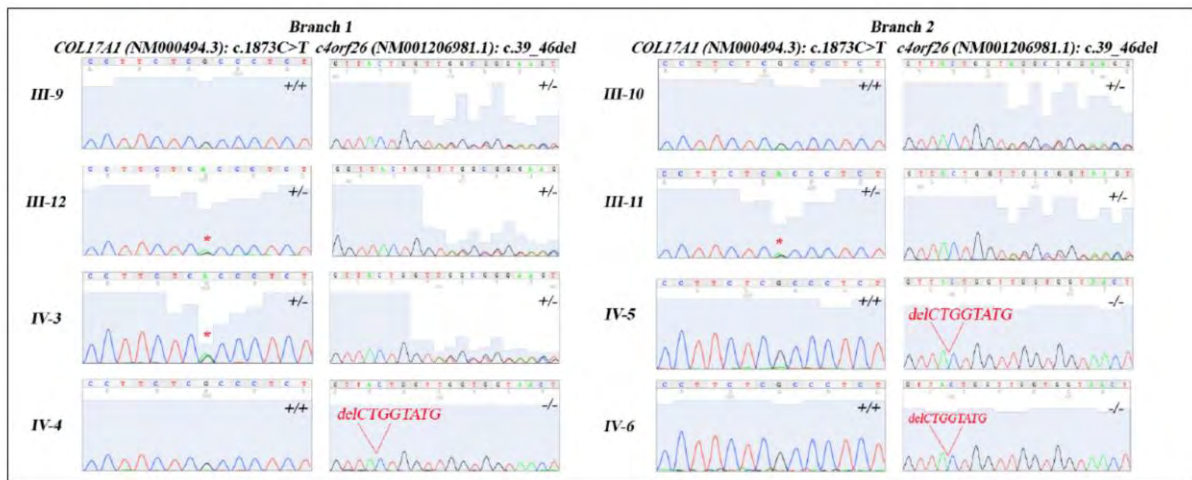 Branch 1
Branch 2
COL17A1 (NM000494.3): c.1873C>T c4orf26 (NM001206981.1): c.39_46del
COL17A1 (NM000494.3): c.1873C>T c4orf26 (NM001206981.1): c.39_46del
C C T T C T C G C C C T C T
III-9
+/+
+/-
III-10
C C T T C T C G C C C T C T
+/+
+/-
III-12
+/-
+/-
III-11
C C T T C T C A C C C T C T
+/-
+/-
*
*
IV-3
C C T T C T C A C C C T C T
+/-
+/-
*
IV-5
C C T T C T C G C C C T C T
+/+
-/-
delCTGGTATG
IV-4
C C T T C T C G C C C T C T
+/+
G T T A C T G G T T G G T G G T A A C T
-/-
delCTGGTATG
IV-6
C C T T C T C G C C C T C T
+/+
-/-
delCTGGTATG